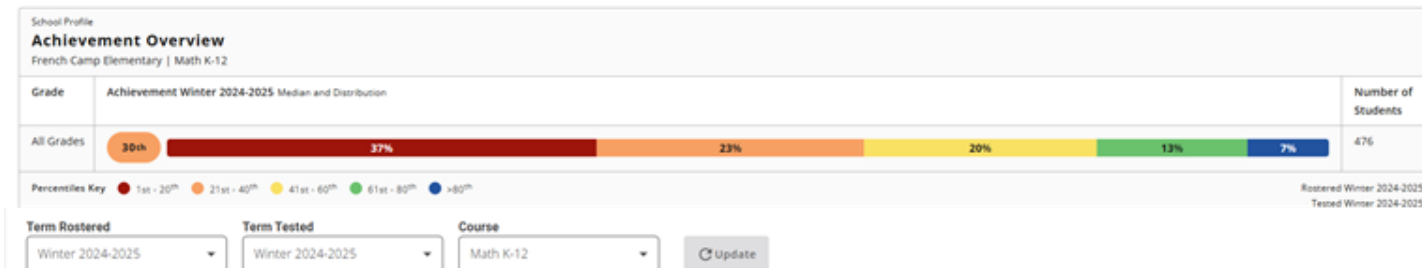 School Profile
Achievement Overview
French Camp Elementary | Math K-12
Grade
Achievement Winter 2024-2025 Median and Distribution
Number of
Students
All Grades
30th
37%
23%
20%
13%
7%
476
Percentiles Key 1st - 20th 21st - 40th 41st - 60th 61st - 80th >80th
Rostered Winter 2024-2025
Tested Winter 2024-2025
Term Rostered
Term Tested
Course
Winter 2024-2025
Winter 2024-2025
Math K-12
Update